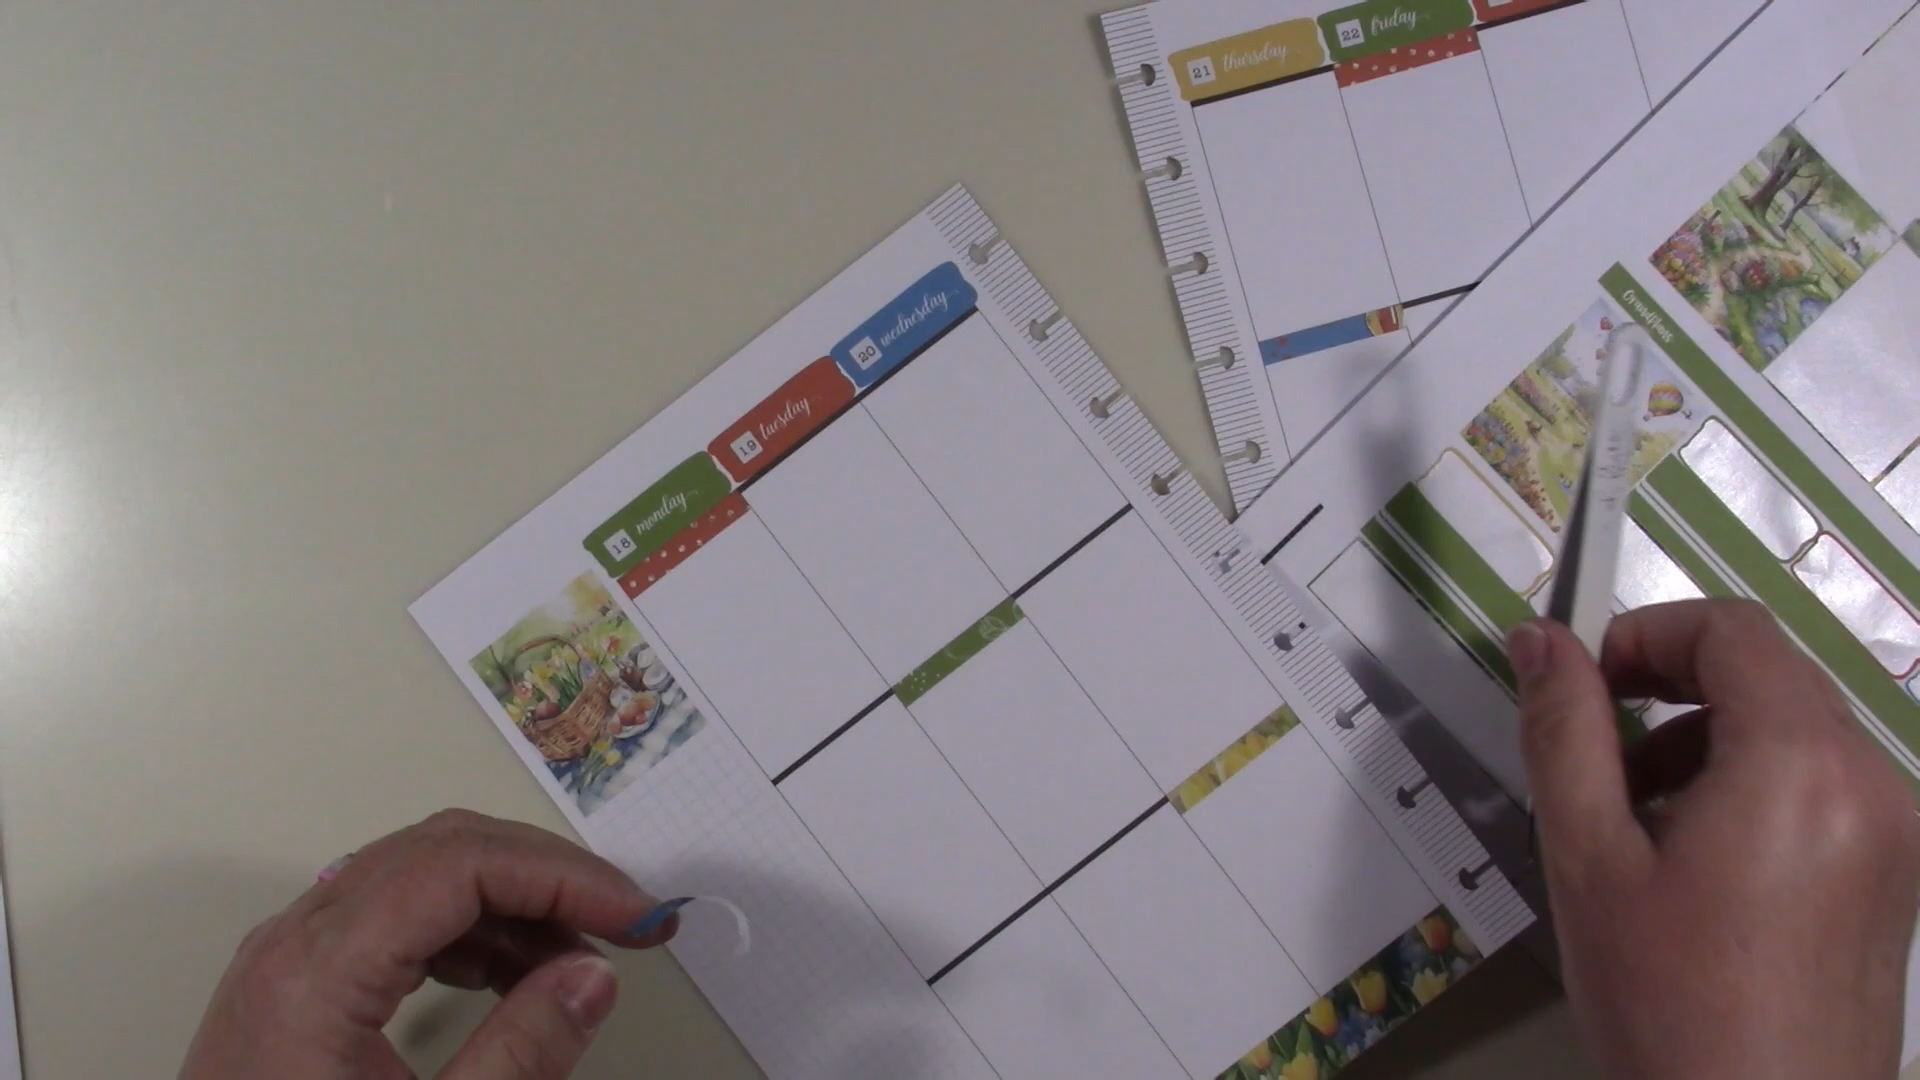 18 monday
19 tuesday
20 wednesday
21 thursday
22 friday